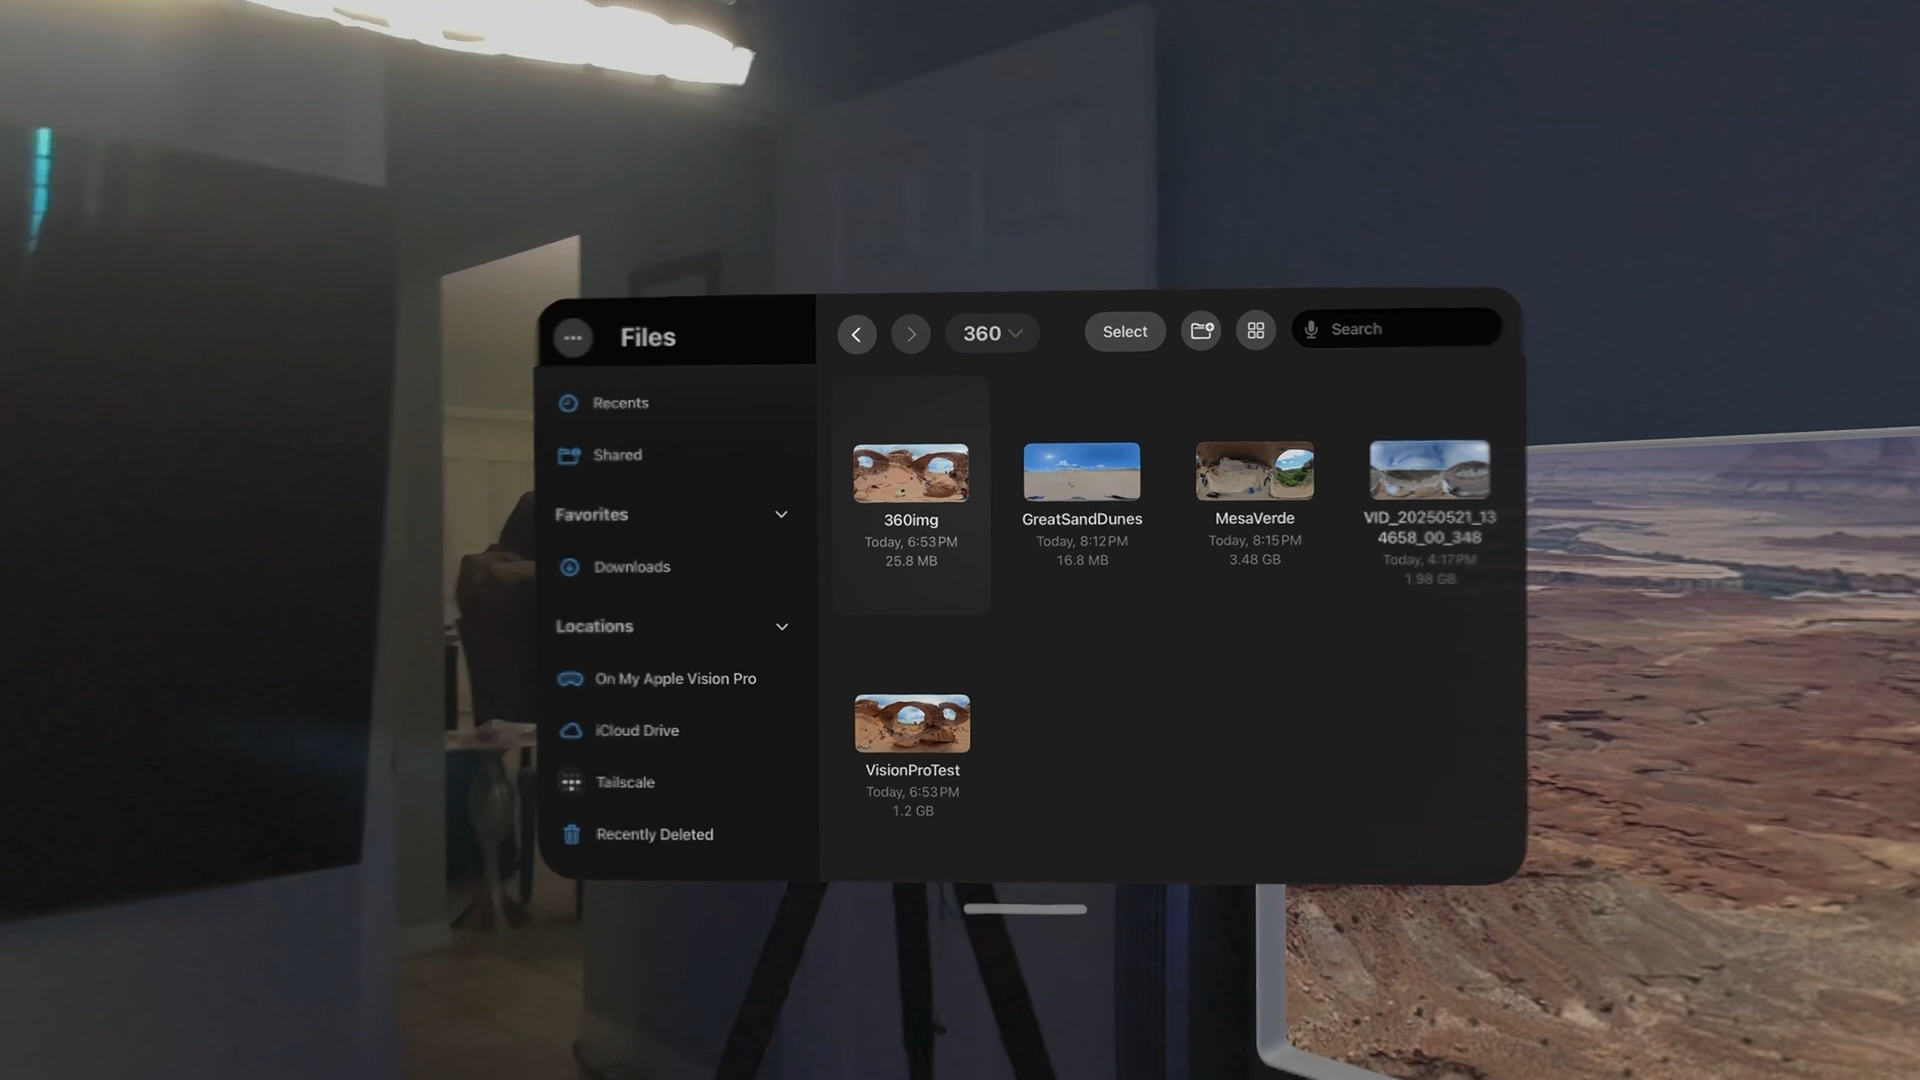 Files
360
Select
Search
Recents
Shared
Favorites
Downloads
Locations
On My Apple Vision Pro
iCloud Drive
Tailscale
Recently Deleted
360img
Today, 6:53 PM
25.8 MB
GreatSandDunes
Today, 8:12 PM
16.8 MB
MesaVerde
Today, 8:15 PM
3.48 GB
VID_20250521_13
4658_00_348
Today, 4:17 PM
1.98 GB
VisionProTest
Today, 6:53 PM
1.2 GB